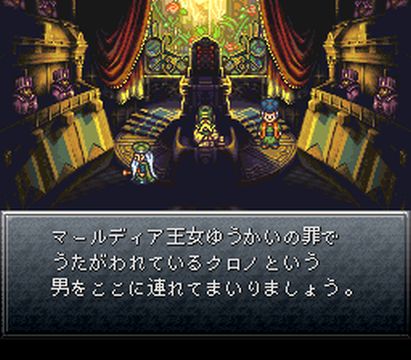 マールディア王女ゆうかいの罪で
うたがわれているクロノという
男をここに連れてまいりましょう。